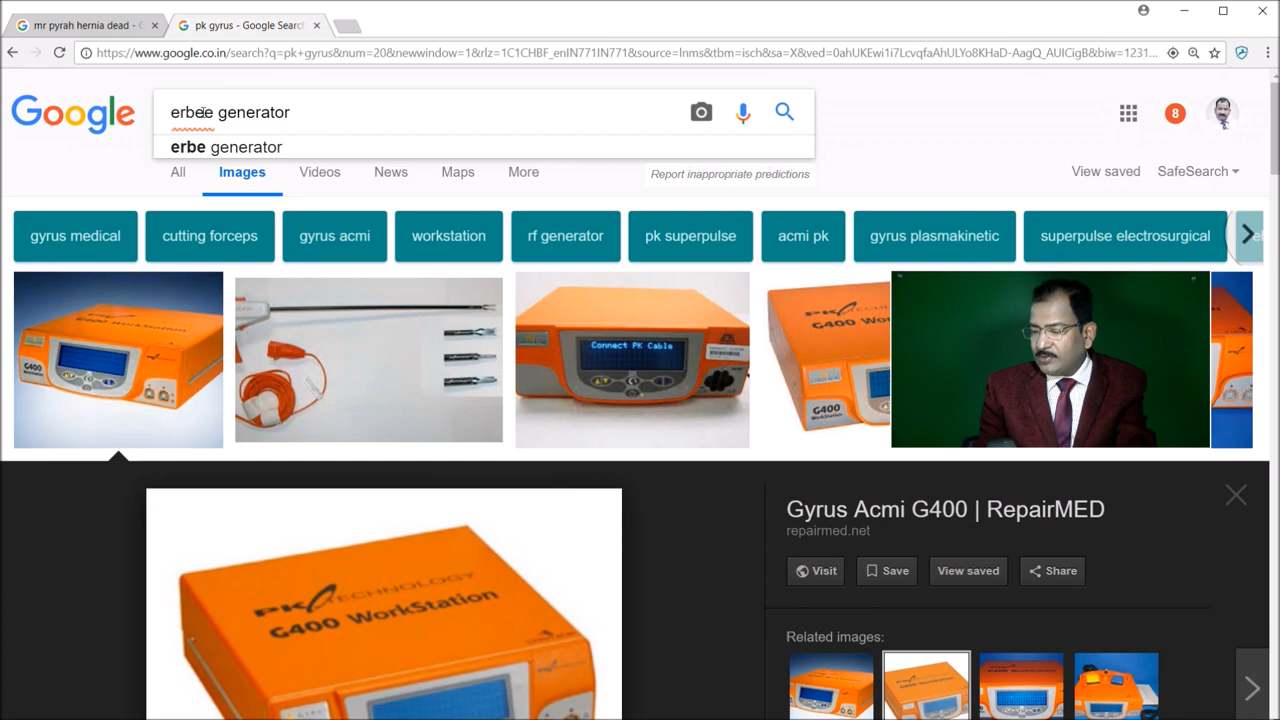 mr pyrah hernia dead - G
pk gyrus - Google Search
https://www.google.co.in/search?q=pk+gyrus&num=20&newwindow=1&rlz=1C1CHBF_enIN771IN771&source=lnms&tbm=isch&sa=X&ved=0ahUKEwi1i7LcvqfaAhULYo8KHaD-AagQ_AUICigB&biw=1231...
Google
erbee generator
8
erbe generator
All Images Videos News Maps More
Report inappropriate predictions
View saved SafeSearch
gyrus medical
cutting forceps
gyrus acmi
workstation
rf generator
pk superpulse
acmi pk
gyrus plasmakinetic
superpulse electrosurgical
G400 WorkStation
G400
Connect PK Cable
G400
PK TECHNOLOGY
G400 WorkStation
Gyrus Acmi G400 | RepairMED
repairmed.net
Visit
Save
View saved
Share
Related images: